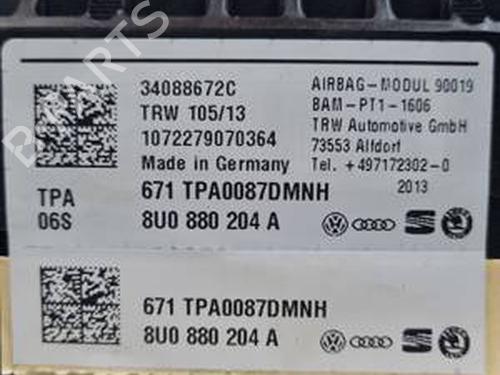 34088672C
TRW 105/13
1072279070364
Made in Germany
AIRBAG-MODUL 90019
BAM-PT1-1606
TRW Automotive GmbH
73553 Alfdorf
Tel. +497172302-0
2013
TPA
06S
671 TPA0087DMNH
8U0 880 204 A
671 TPA0087DMNH
8U0 880 204 A